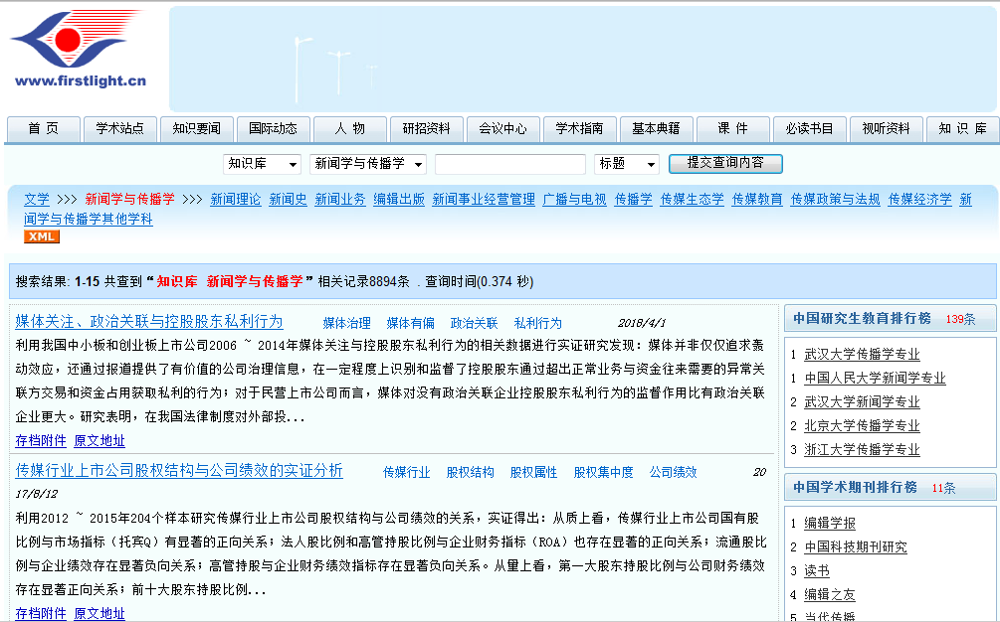 www.firstlight.cn
首 页 学术站点 知识要闻 国际动态 人 物 研招资料 会议中心 学术指南 基本典籍 课 件 必读书目 视听资料 知 识 库
知识库 新闻学与传播学 标题 提交查询内容
文学 >>> 新闻学与传播学 >>> 新闻理论 新闻史 新闻业务 编辑出版 新闻事业经营管理 广播与电视 传播学 传媒生态学 传媒教育 传媒政策与法规 传媒经济学 新
闻学与传播学其他学科
XML
搜索结果: 1-15 共查到“知识库 新闻学与传播学”相关记录8894条 . 查询时间(0.374 秒)
媒体关注、政治关联与控股股东私利行为 媒体治理 媒体有偏 政治关联 私利行为 2018/4/1
利用我国中小板和创业板上市公司2006 ~ 2014年媒体关注与控股股东私利行为的相关数据进行实证研究发现：媒体并非仅仅追求轰
动效应，还通过报道提供了有价值的公司治理信息，在一定程度上识别和监督了控股股东通过超出正常业务与资金往来需要的异常关
联方交易和资金占用获取私利的行为；对于民营上市公司而言，媒体对没有政治关联企业控股股东私利行为的监督作用比有政治关联
企业更大。研究表明，在我国法律制度对外部投...
存档附件 原文地址
传媒行业上市公司股权结构与公司绩效的实证分析 传媒行业 股权结构 股权属性 股权集中度 公司绩效 20
17/6/12
利用2012 ~ 2015年204个样本研究传媒行业上市公司股权结构与公司绩效的关系，实证得出：从质上看，传媒行业上市公司国有股
比例与市场指标（托宾Q）有显著的正向关系；法人股比例和高管持股比例与企业财务指标（ROA）也存在显著的正向关系；流通股比
例与企业绩效存在显著负向关系；高管持股与企业财务绩效指标存在显著负向关系。从量上看，第一大股东持股比例与公司财务绩效
存在显著正向关系；前十大股东持股比例...
存档附件 原文地址
中国研究生教育排行榜 139条
1 武汉大学传播学专业
1 中国人民大学新闻学专业
2 武汉大学新闻学专业
2 北京大学传播学专业
3 浙江大学传播学专业
中国学术期刊排行榜 11条
1 编辑学报
2 中国科技期刊研究
3 读书
4 编辑之友
5 当代传播